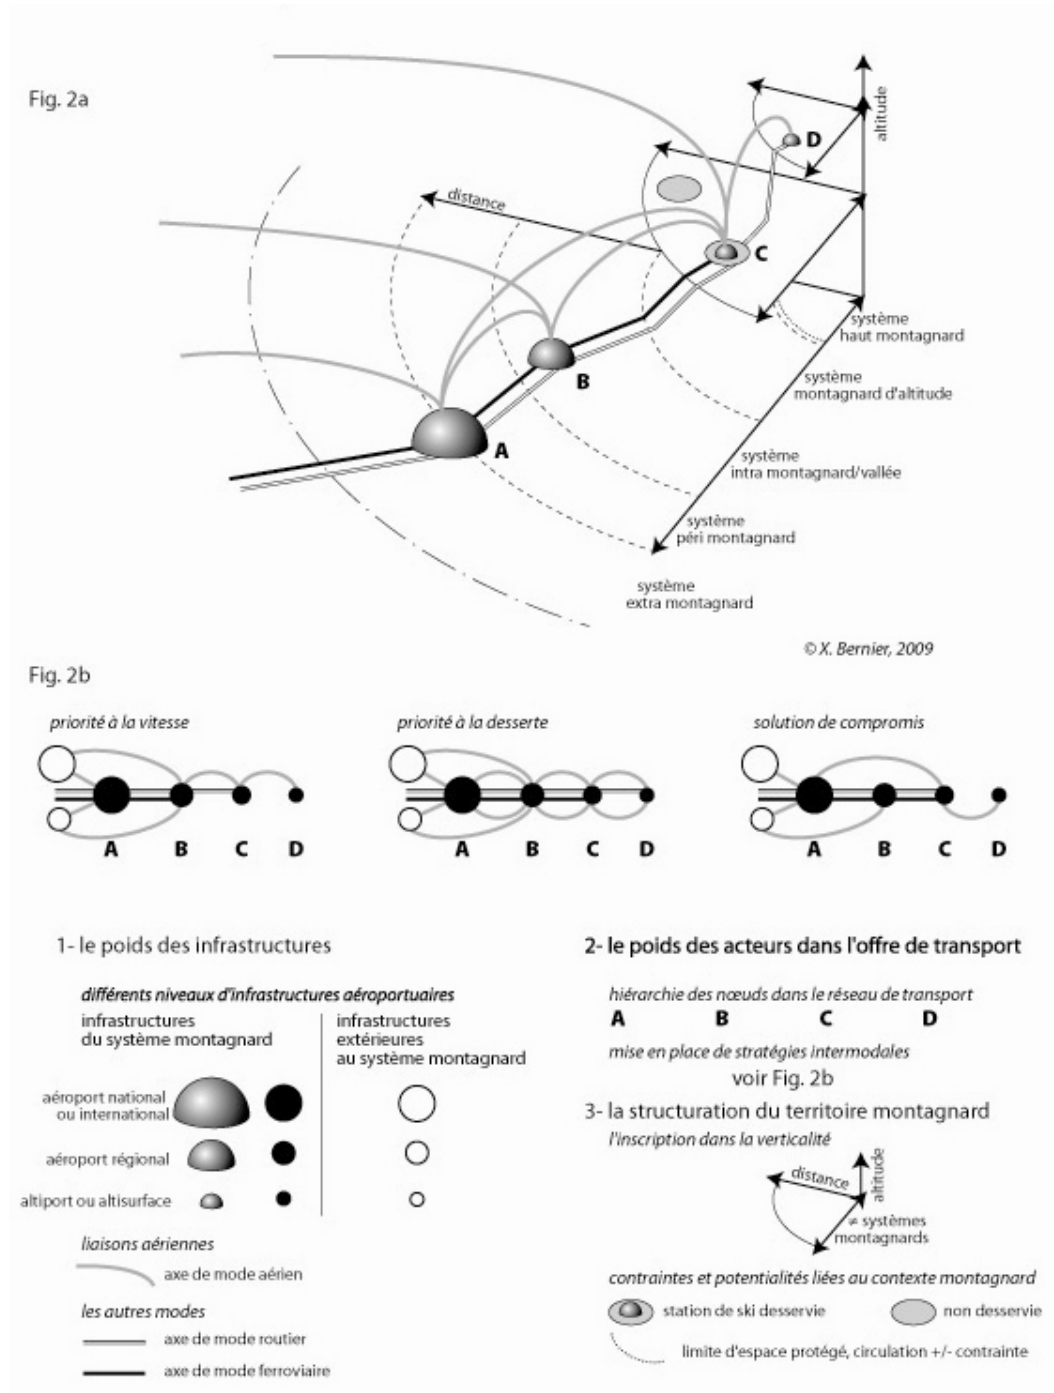 Fig. 2a
altitude
D
distance
C
système
haut montagnard
B
système
montagnard d'altitude
A
système
intra montagnard/vallée
système
péri montagnard
système
extra montagnard
© X. Bernier, 2009
Fig. 2b
priorité à la vitesse
priorité à la desserte
solution de compromis
A B C D
A B C D
A B C D
1- le poids des infrastructures
différents niveaux d'infrastructures aéroportuaires
infrastructures
du système montagnard
infrastructures
extérieures
au système montagnard
aéroport national
ou international
aéroport régional
altiport ou altisurface
liaisons aériennes
axe de mode aérien
les autres modes
axe de mode routier
axe de mode ferroviaire
2- le poids des acteurs dans l'offre de transport
hiérarchie des nœuds dans le réseau de transport
A B C D
mise en place de stratégies intermodales
voir Fig. 2b
3- la structuration du territoire montagnard
l'inscription dans la verticalité
distance
altitude
≠ systèmes
montagnards
contraintes et potentialités liées au contexte montagnard
station de ski desservie
non desservie
limite d'espace protégé, circulation +/- contrainte